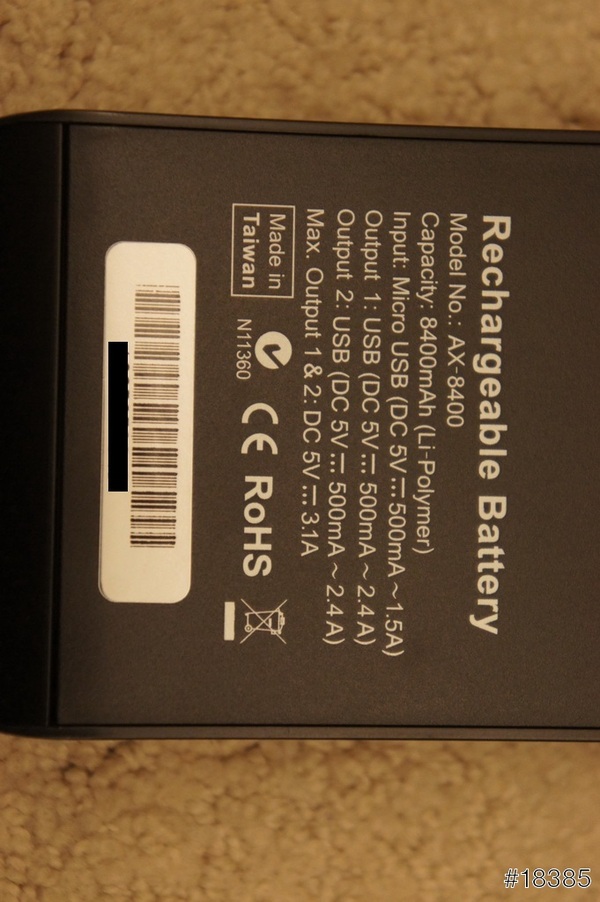 Rechargeable Battery
Model No.: AX-8400
Capacity: 8400mAh (Li-Polymer)
Input: Micro USB (DC 5V⎓500mA ~1.5A)
Output 1: USB (DC 5V⎓ 500mA ~ 2.4 A)
Output 2: USB (DC 5V⎓ 500mA ~ 2.4 A)
Max. Output 1 & 2: DC 5V⎓ 3.1A
Made in
Taiwan
N11360
CE RoHS
#18385